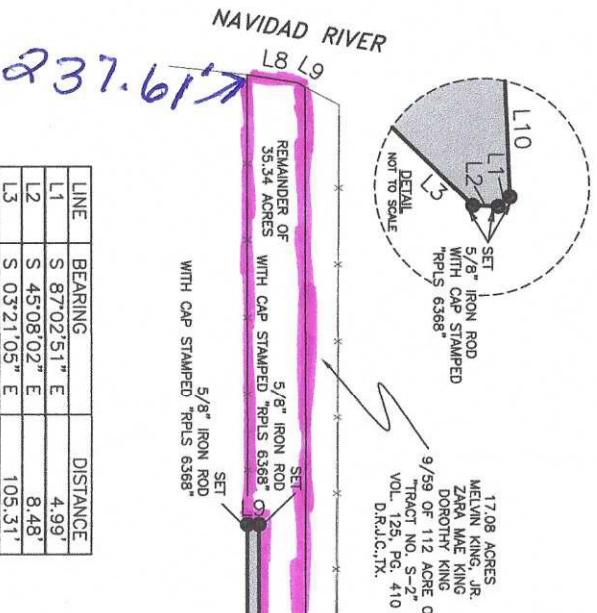 NAVIDAD RIVER
L8 L9
237.61'
REMAINDER OF
35.34 ACRES
SET
5/8" IRON ROD
WITH CAP STAMPED "RPLS 6368"
SET
5/8" IRON ROD
WITH CAP STAMPED "RPLS 6368"
L10
L1
L2
L3
DETAIL
NOT TO SCALE
SET
5/8" IRON ROD
WITH CAP STAMPED
"RPLS 6368"
17.08 ACRES
MELVIN KING, JR.
ZARA MAE KING
DOROTHY KING
9/59 OF 112 ACRE
"TRACT NO. S-2"
VOL. 125, PG. 410
D.R.J.C.,TX.
LINE BEARING DISTANCE
L1 S 87°02'51" E 4.99'
L2 S 45°08'02" E 8.48'
L3 S 03°21'05" E 105.31'